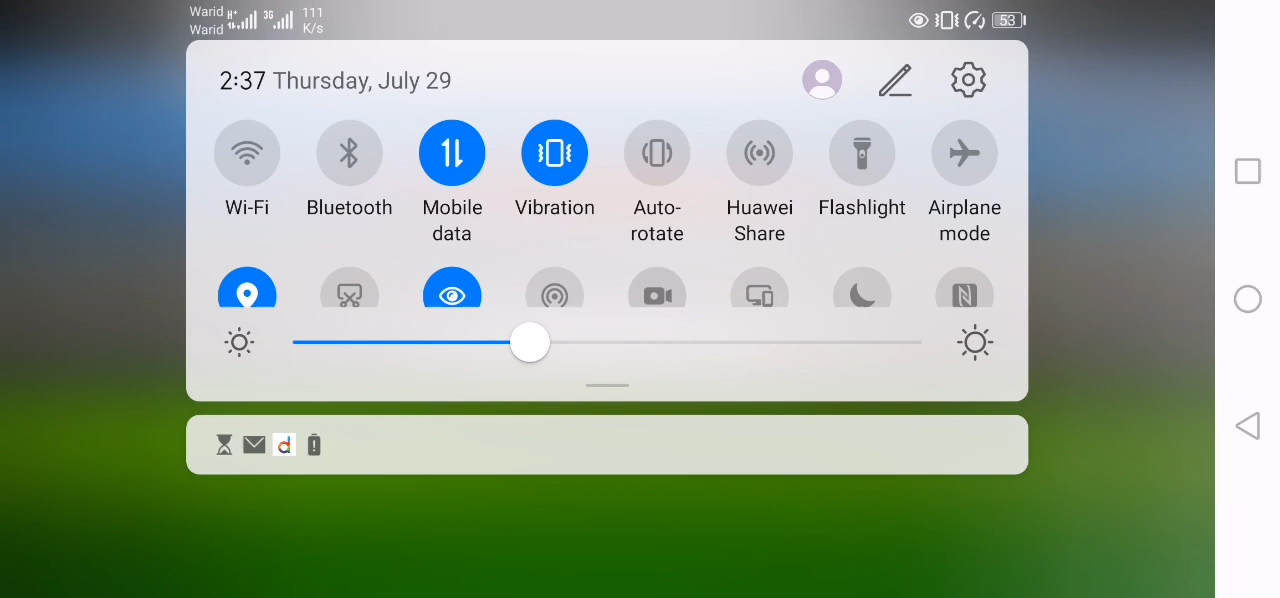 Warid H+ 3G 111
Warid K/s
53
2:37 Thursday, July 29
Wi-Fi Bluetooth Mobile data Vibration Auto-rotate Huawei Share Flashlight Airplane mode
d